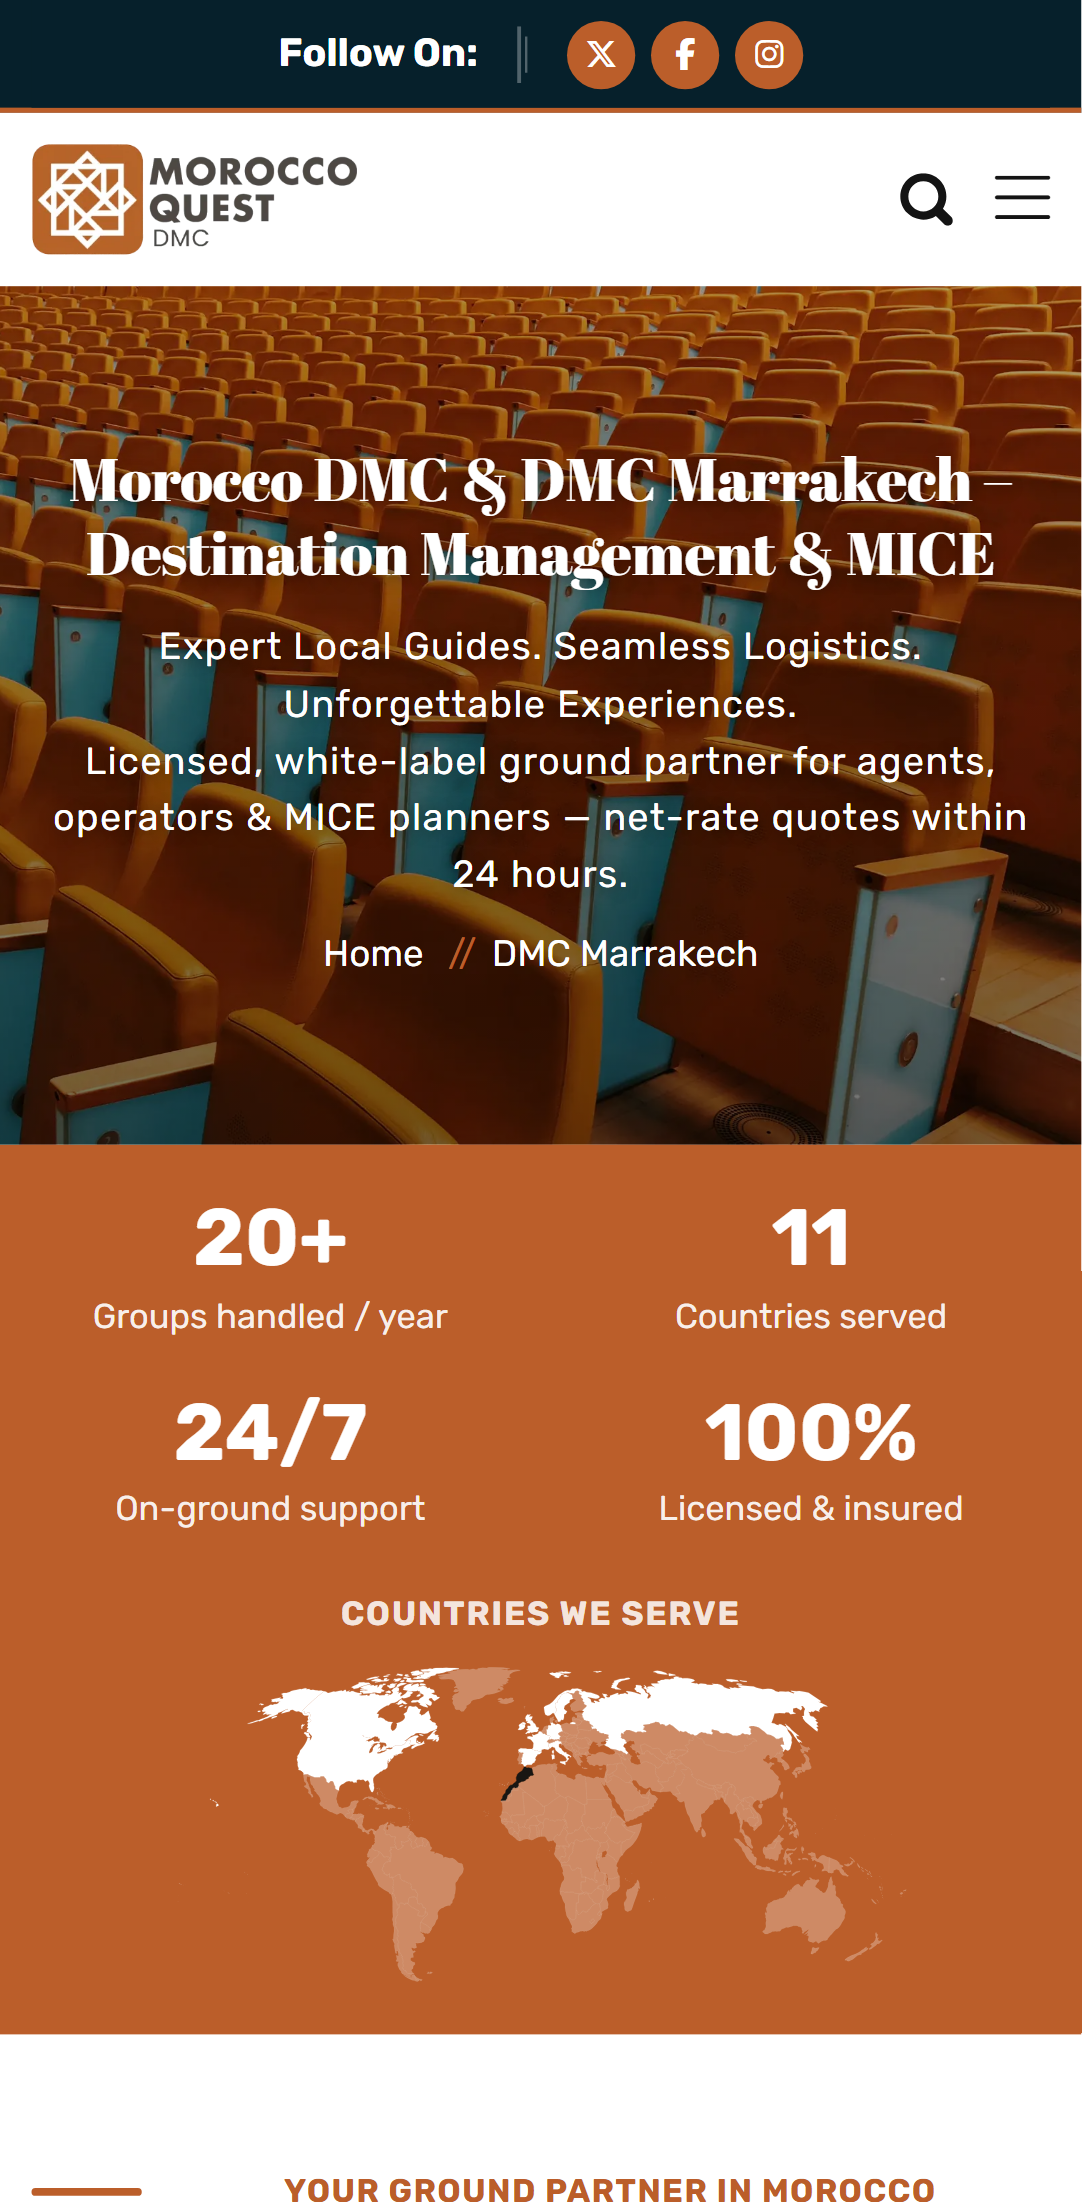 Follow On:
MOROCCO
QUEST
DMC
Morocco DMC & DMC Marrakech –
Destination Management & MICE
Expert Local Guides. Seamless Logistics.
Unforgettable Experiences.
Licensed, white-label ground partner for agents,
operators & MICE planners — net-rate quotes within
24 hours.
Home // DMC Marrakech
20+
Groups handled / year
11
Countries served
24/7
On-ground support
100%
Licensed & insured
COUNTRIES WE SERVE
YOUR GROUND PARTNER IN MOROCCO